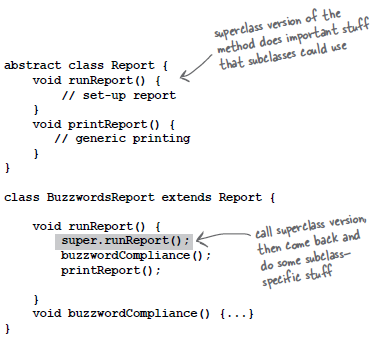 superclass version of the
method does important stuff
that subclasses could use
abstract class Report {
    void runReport() {
        // set-up report
    }
    void printReport() {
       // generic printing
    }
}
class BuzzwordsReport extends Report {
    void runReport() {
        super.runReport();
        buzzwordCompliance();
        printReport();
    }
    void buzzwordCompliance() {...}
}
call superclass version,
then come back and
do some subclass-
specific stuff